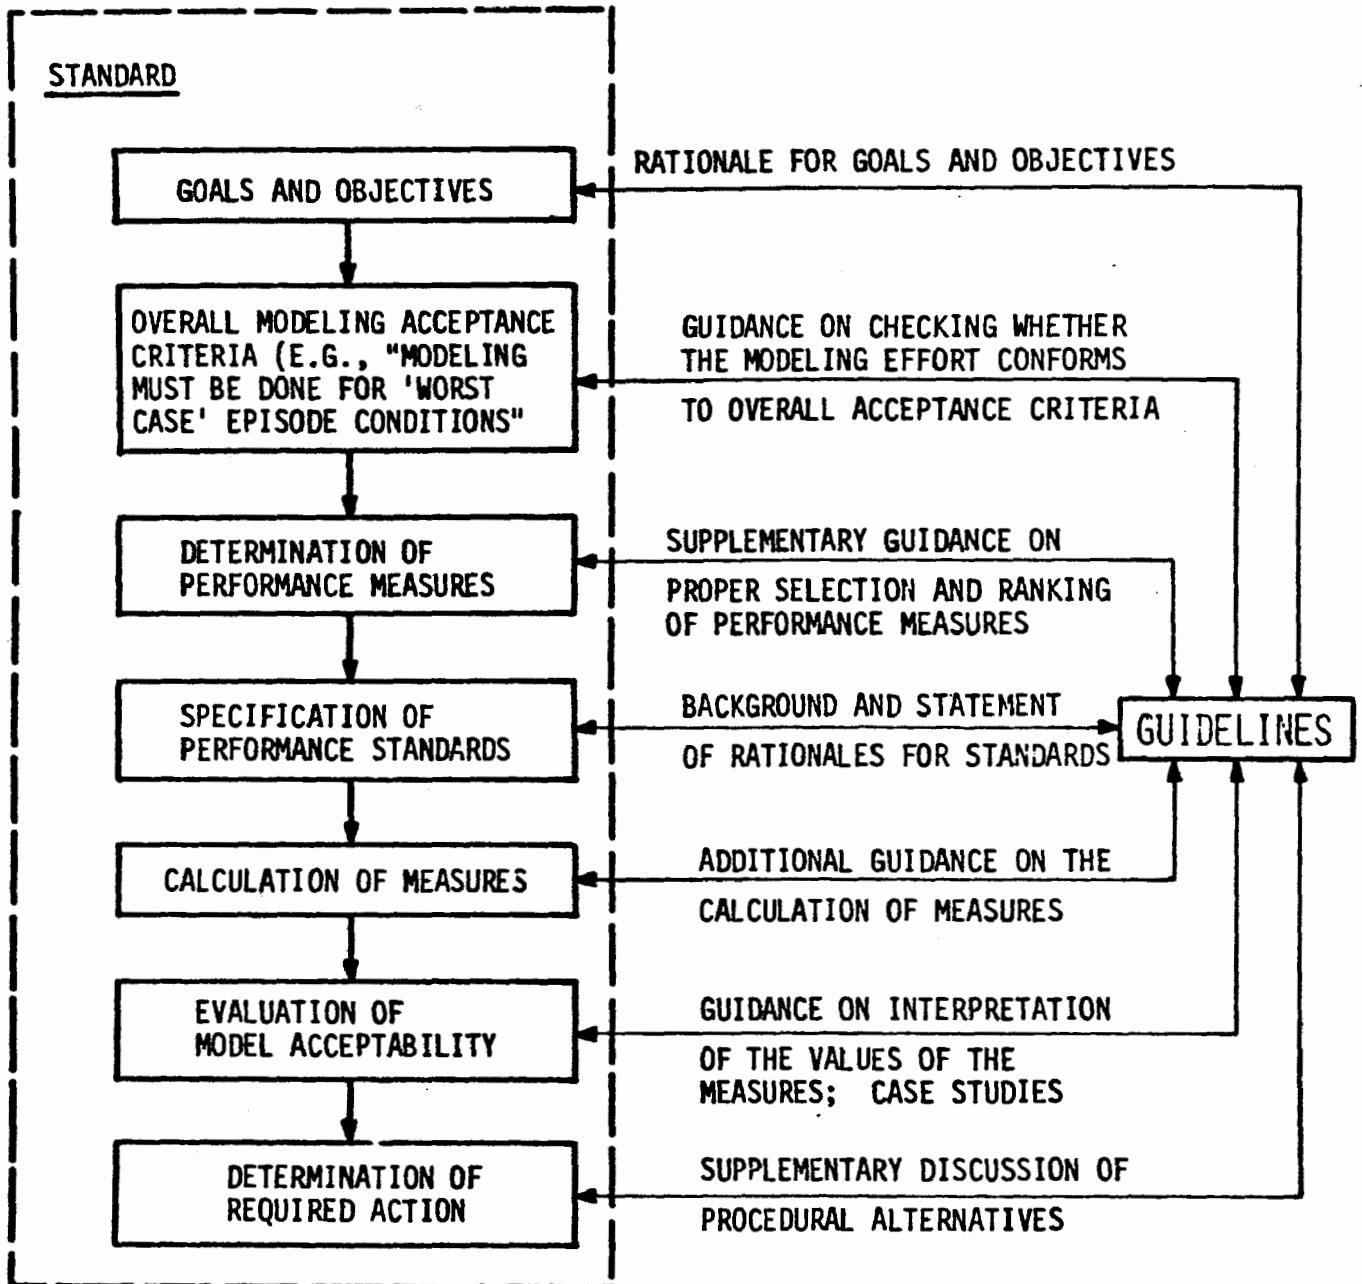 STANDARD
GOALS AND OBJECTIVES
RATIONALE FOR GOALS AND OBJECTIVES
OVERALL MODELING ACCEPTANCE
CRITERIA (E.G., "MODELING
MUST BE DONE FOR 'WORST
CASE' EPISODE CONDITIONS"
GUIDANCE ON CHECKING WHETHER
THE MODELING EFFORT CONFORMS
TO OVERALL ACCEPTANCE CRITERIA
DETERMINATION OF
PERFORMANCE MEASURES
SUPPLEMENTARY GUIDANCE ON
PROPER SELECTION AND RANKING
OF PERFORMANCE MEASURES
SPECIFICATION OF
PERFORMANCE STANDARDS
BACKGROUND AND STATEMENT
OF RATIONALES FOR STANDARDS
GUIDELINES
CALCULATION OF MEASURES
ADDITIONAL GUIDANCE ON THE
CALCULATION OF MEASURES
EVALUATION OF
MODEL ACCEPTABILITY
GUIDANCE ON INTERPRETATION
OF THE VALUES OF THE
MEASURES; CASE STUDIES
DETERMINATION OF
REQUIRED ACTION
SUPPLEMENTARY DISCUSSION OF
PROCEDURAL ALTERNATIVES